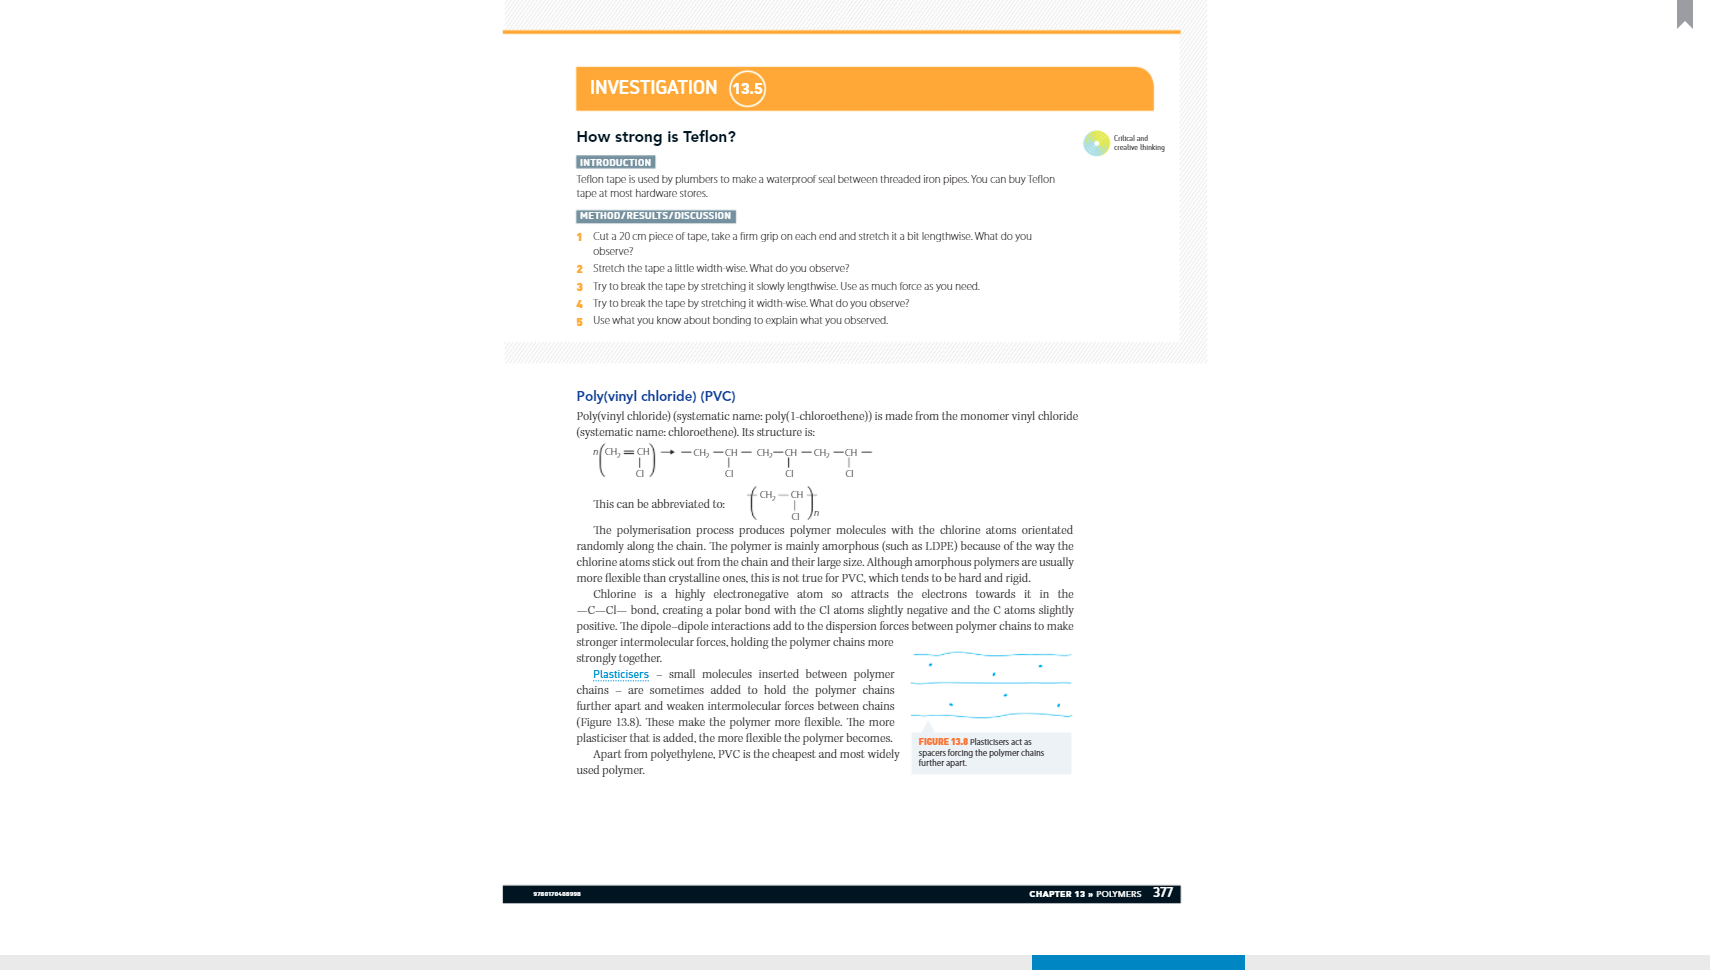 INVESTIGATION 13.5
How strong is Teflon?
Critical and
creative thinking
INTRODUCTION
Teflon tape is used by plumbers to make a waterproof seal between threaded iron pipes. You can buy Teflon
tape at most hardware stores.
METHOD/RESULTS/DISCUSSION
1 Cut a 20 cm piece of tape, take a firm grip on each end and stretch it a bit lengthwise. What do you
observe?
2 Stretch the tape a little width-wise. What do you observe?
3 Try to break the tape by stretching it slowly lengthwise. Use as much force as you need.
4 Try to break the tape by stretching it width-wise. What do you observe?
5 Use what you know about bonding to explain what you observed.
Poly(vinyl chloride) (PVC)
Poly(vinyl chloride) (systematic name: poly(1-chloroethene)) is made from the monomer vinyl chloride
(systematic name: chloroethene). Its structure is:
n(CH₂=CH) → —CH₂—CH—CH₂—CH—CH₂—CH—
Cl Cl Cl Cl
This can be abbreviated to: (CH₂—CH)n
Cl
The polymerisation process produces polymer molecules with the chlorine atoms orientated
randomly along the chain. The polymer is mainly amorphous (such as LDPE) because of the way the
chlorine atoms stick out from the chain and their large size. Although amorphous polymers are usually
more flexible than crystalline ones, this is not true for PVC, which tends to be hard and rigid.
Chlorine is a highly electronegative atom so attracts the electrons towards it in the
—C—Cl— bond, creating a polar bond with the Cl atoms slightly negative and the C atoms slightly
positive. The dipole–dipole interactions add to the dispersion forces between polymer chains to make
stronger intermolecular forces, holding the polymer chains more
strongly together.
Plasticisers – small molecules inserted between polymer
chains – are sometimes added to hold the polymer chains
further apart and weaken intermolecular forces between chains
(Figure 13.8). These make the polymer more flexible. The more
plasticiser that is added, the more flexible the polymer becomes.
Apart from polyethylene, PVC is the cheapest and most widely
used polymer.
FIGURE 13.8 Plasticisers act as
spacers forcing the polymer chains
further apart.
9780170408998
CHAPTER 13 » POLYMERS 377